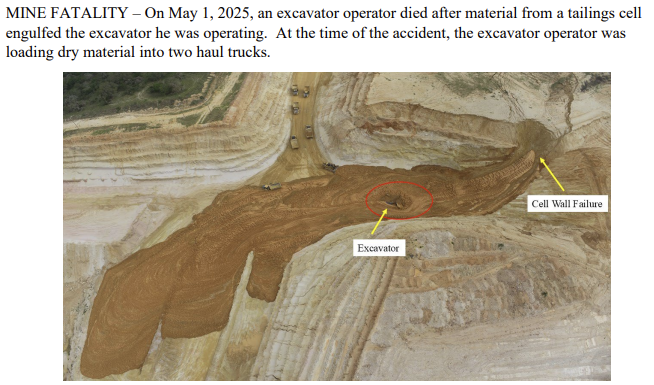 MINE FATALITY – On May 1, 2025, an excavator operator died after material from a tailings cell
engulfed the excavator he was operating.  At the time of the accident, the excavator operator was
loading dry material into two haul trucks.
Cell Wall Failure
Excavator